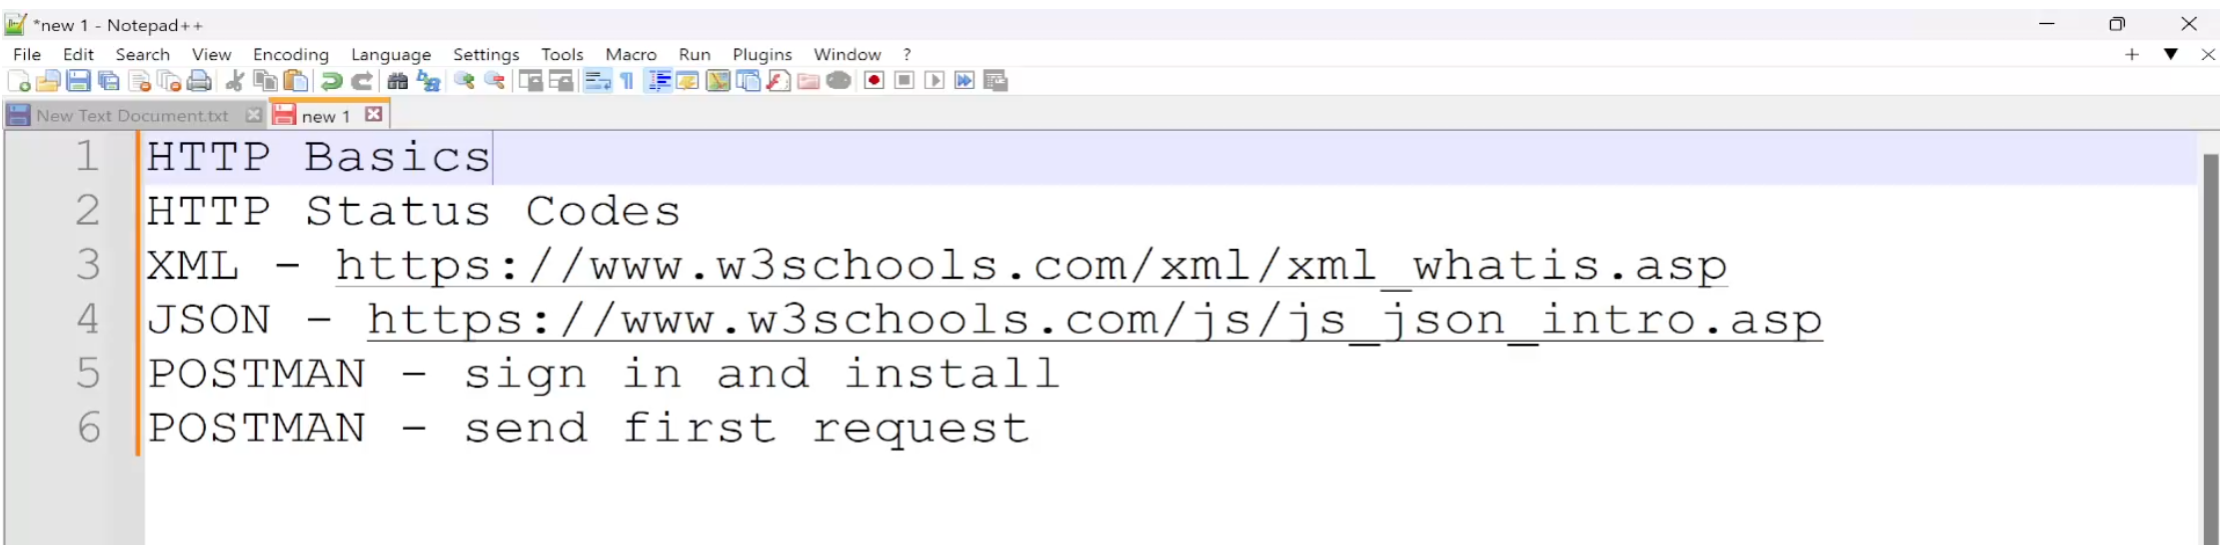 *new 1 - Notepad++
File Edit Search View Encoding Language Settings Tools Macro Run Plugins Window ?
New Text Document.txt new 1
1 HTTP Basics
2 HTTP Status Codes
3 XML - https://www.w3schools.com/xml/xml_whatis.asp
4 JSON - https://www.w3schools.com/js/js_json_intro.asp
5 POSTMAN - sign in and install
6 POSTMAN - send first request